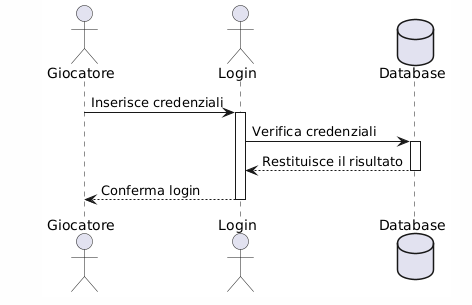 Giocatore
Login
Database
Inserisce credenziali
Verifica credenziali
Restituisce il risultato
Conferma login
Giocatore
Login
Database